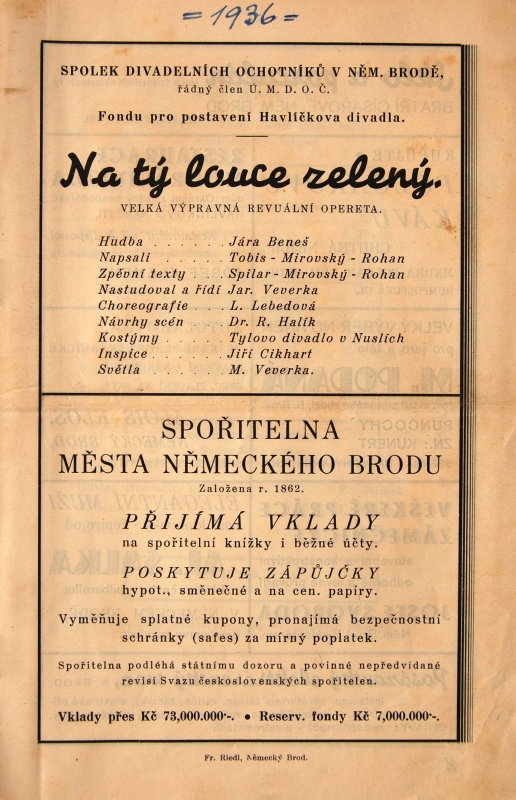 =1936=
SPOLEK DIVADELNÍCH OCHOTNÍKŮ V NĚM. BRODĚ,
řádný člen Ú. M. D. O. Č.
Fondu pro postavení Havlíčkova divadla.
Na tý louce zelený.
VELKÁ VÝPRAVNÁ REVUÁLNÍ OPERETA.
Hudba . . . . . . Jára Beneš
Napsali . . . . . Tobis - Mirovský - Rohan
Zpěvní texty . . Spilar - Mirovský - Rohan
Nastudoval a řídí Jar. Veverka
Choreografie . . . L. Lebedová
Návrhy scén . . Dr. R. Halík
Kostýmy . . . . Tylovo divadlo v Nuslích
Inspice . . . . . Jiří Cikhart
Světla . . . . . M. Veverka.
SPOŘITELNA
MĚSTA NĚMECKÉHO BRODU
Založena r. 1862.
PŘIJÍMÁ VKLADY
na spořitelní knížky i běžné účty.
POSKYTUJE ZÁPŮJČKY
hypot., směnečné a na cen. papíry.
Vyměňuje splatné kupony, pronajímá bezpečnostní
schránky (safes) za mírný poplatek.
Spořitelna podléhá státnímu dozoru a povinné nepředvídané
revisi Svazu československých spořitelen.
Vklady přes Kč 73,000.000·-. • Reserv. fondy Kč 7,000.000·-.
Fr. Riedl, Německý Brod.